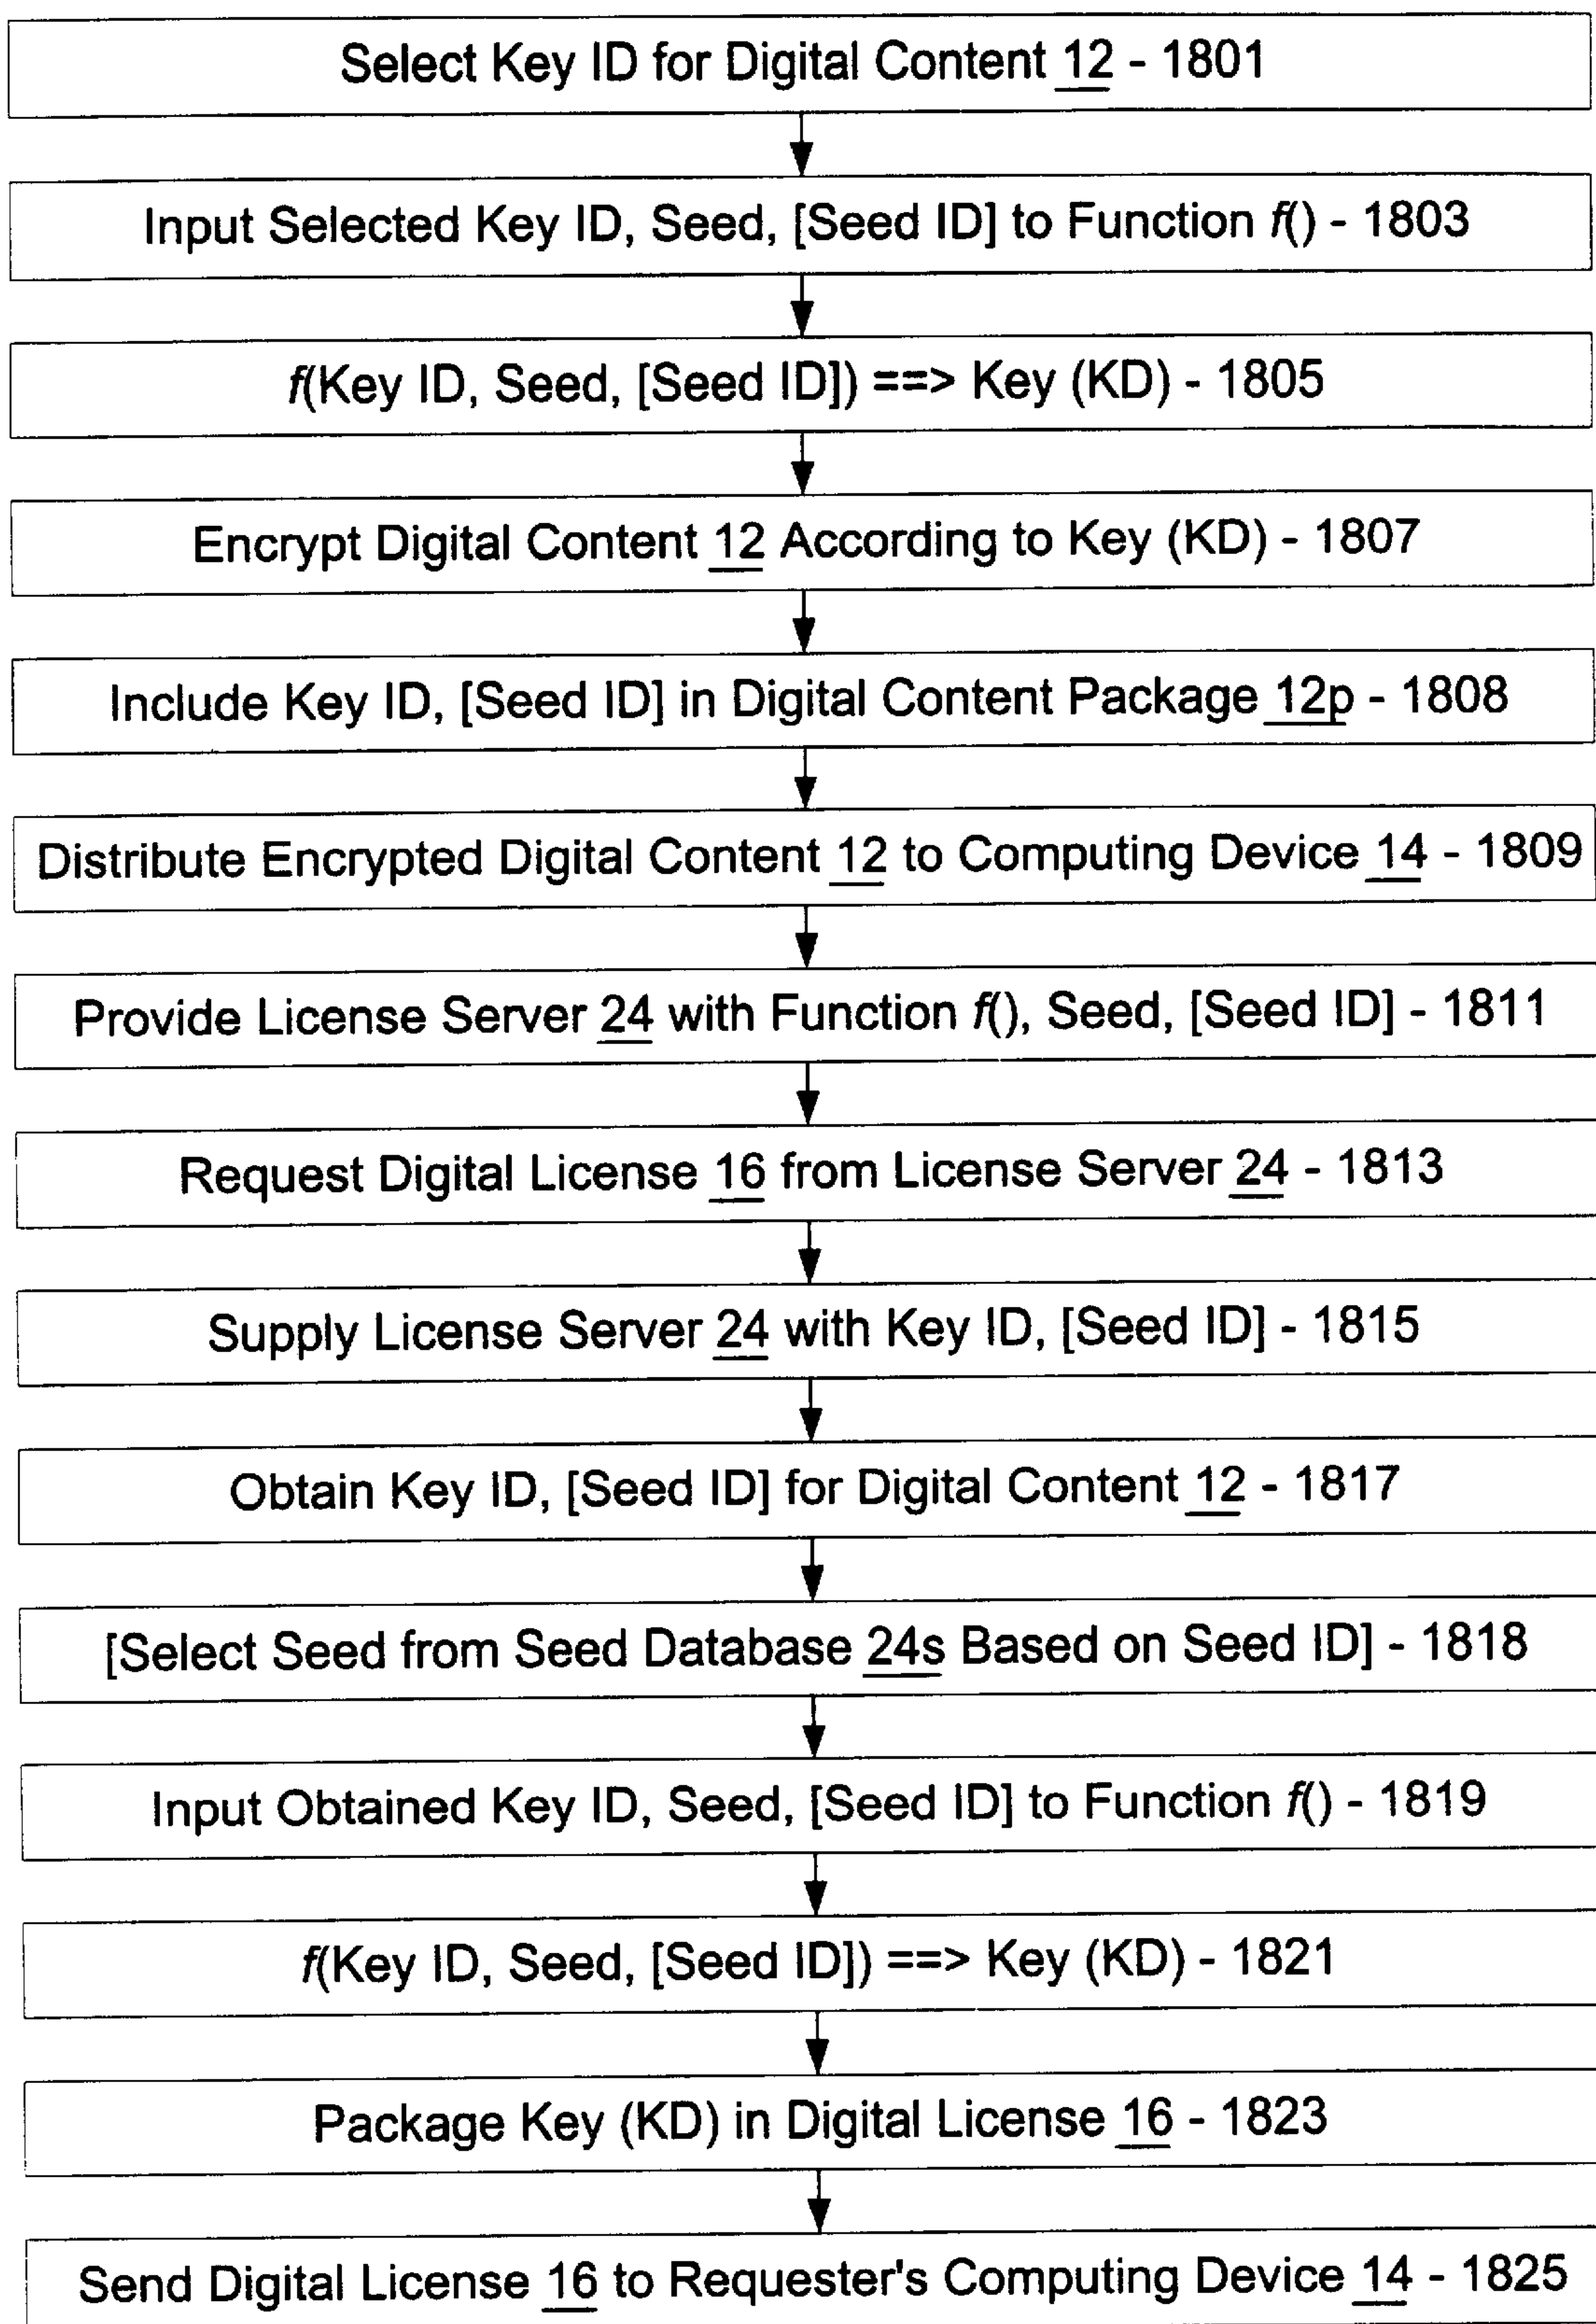 Select Key ID for Digital Content 12 - 1801
Input Selected Key ID, Seed, [Seed ID] to Function f() - 1803
f(Key ID, Seed, [Seed ID]) ==> Key (KD) - 1805
Encrypt Digital Content 12 According to Key (KD) - 1807
Include Key ID, [Seed ID] in Digital Content Package 12p - 1808
Distribute Encrypted Digital Content 12 to Computing Device 14 - 1809
Provide License Server 24 with Function f(), Seed, [Seed ID] - 1811
Request Digital License 16 from License Server 24 - 1813
Supply License Server 24 with Key ID, [Seed ID] - 1815
Obtain Key ID, [Seed ID] for Digital Content 12 - 1817
[Select Seed from Seed Database 24s Based on Seed ID] - 1818
Input Obtained Key ID, Seed, [Seed ID] to Function f() - 1819
f(Key ID, Seed, [Seed ID]) ==> Key (KD) - 1821
Package Key (KD) in Digital License 16 - 1823
Send Digital License 16 to Requester's Computing Device 14 - 1825